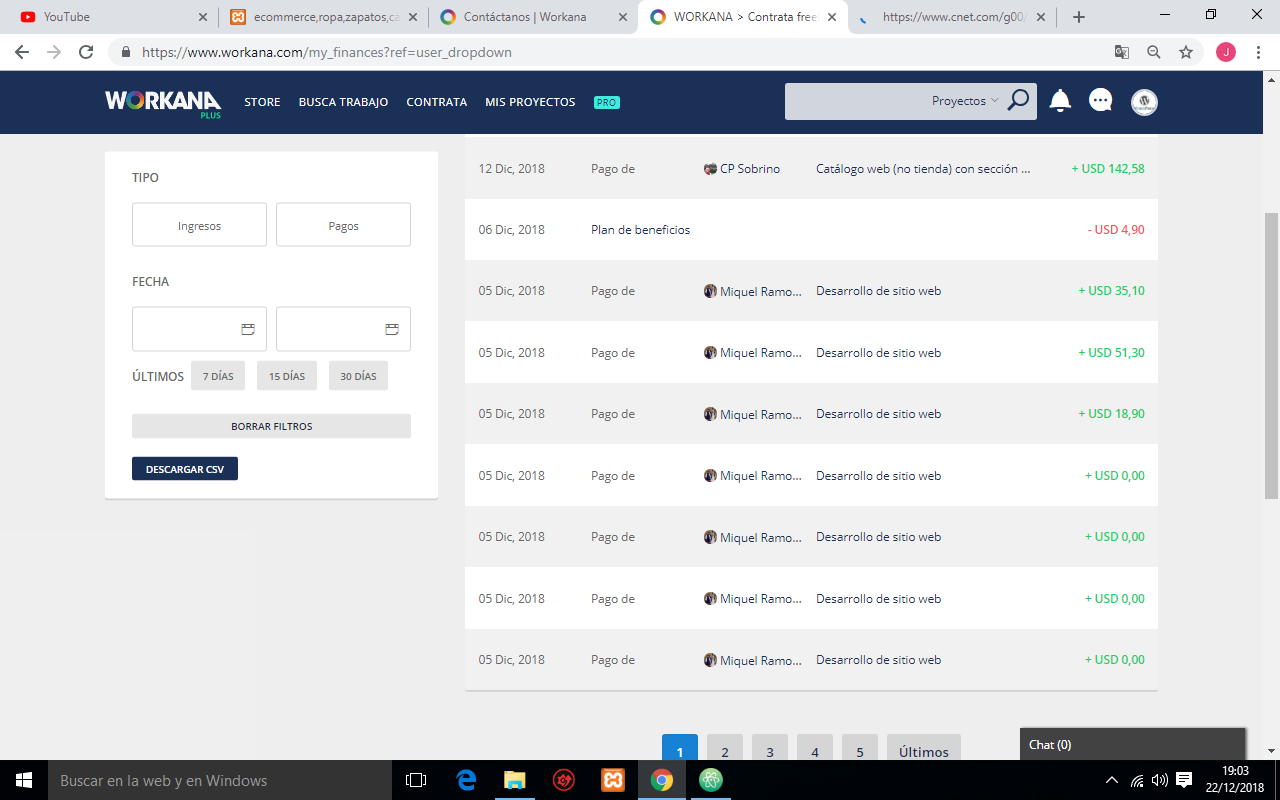 YouTube
ecommerce,ropa,zapatos,ca
Contáctanos | Workana
WORKANA > Contrata free
https://www.cnet.com/g00/
https://www.workana.com/my_finances?ref=user_dropdown
J
WORKANA
PLUS
STORE
BUSCA TRABAJO
CONTRATA
MIS PROYECTOS
PRO
Proyectos
TIPO
Ingresos
Pagos
FECHA
ÚLTIMOS
7 DÍAS
15 DÍAS
30 DÍAS
BORRAR FILTROS
DESCARGAR CSV
12 Dic, 2018 Pago de CP Sobrino Catálogo web (no tienda) con sección ... + USD 142,58
06 Dic, 2018 Plan de beneficios - USD 4,90
05 Dic, 2018 Pago de Miquel Ramo... Desarrollo de sitio web + USD 35,10
05 Dic, 2018 Pago de Miquel Ramo... Desarrollo de sitio web + USD 51,30
05 Dic, 2018 Pago de Miquel Ramo... Desarrollo de sitio web + USD 18,90
05 Dic, 2018 Pago de Miquel Ramo... Desarrollo de sitio web + USD 0,00
05 Dic, 2018 Pago de Miquel Ramo... Desarrollo de sitio web + USD 0,00
05 Dic, 2018 Pago de Miquel Ramo... Desarrollo de sitio web + USD 0,00
05 Dic, 2018 Pago de Miquel Ramo... Desarrollo de sitio web + USD 0,00
1 2 3 4 5 Últimos
Chat (0)
Buscar en la web y en Windows
19:03
22/12/2018